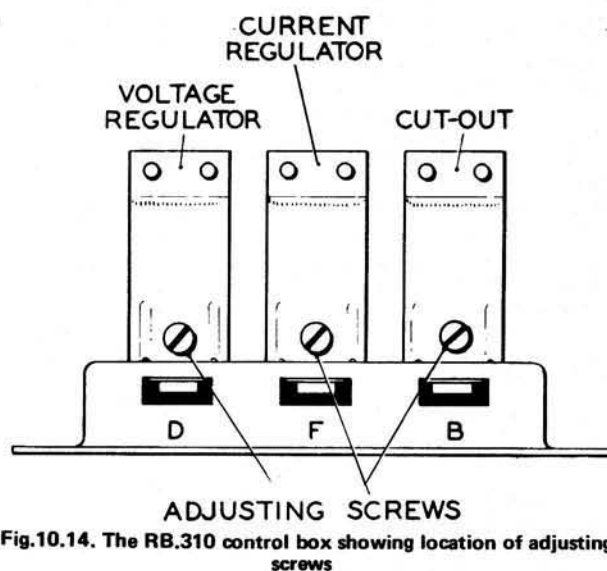 CURRENT
REGULATOR
VOLTAGE
REGULATOR
CUT-OUT
D F B
ADJUSTING SCREWS
Fig.10.14. The RB.310 control box showing location of adjusting
screws